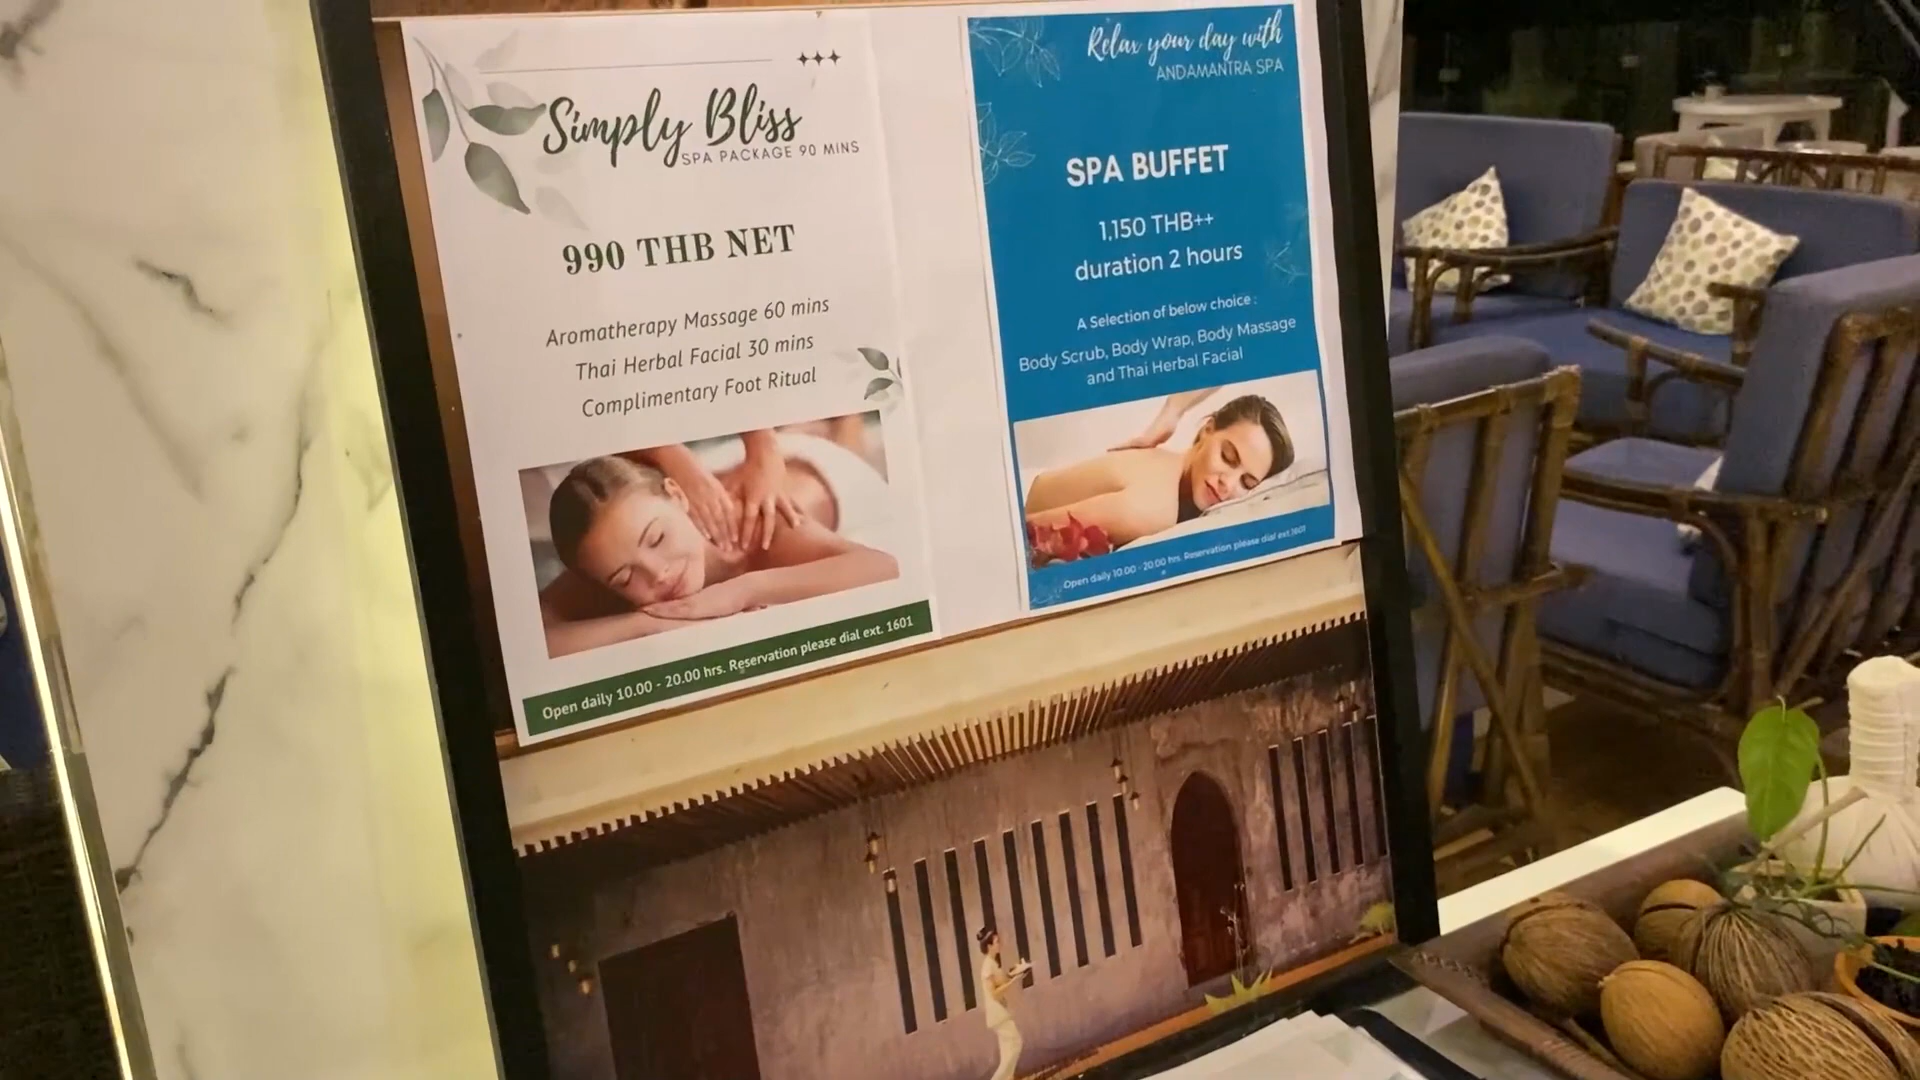 Simply Bliss
SPA PACKAGE 90 MINS
990 THB NET
Aromatherapy Massage 60 mins
Thai Herbal Facial 30 mins
Complimentary Foot Ritual
Open daily 10.00 - 20.00 hrs. Reservation please dial ext. 1601
Relax your day with
ANDAMANTRA SPA
SPA BUFFET
1,150 THB++
duration 2 hours
A Selection of below choice :
Body Scrub, Body Wrap, Body Massage
and Thai Herbal Facial
Open daily 10.00 - 20.00 hrs. Reservation please dial ext.1601